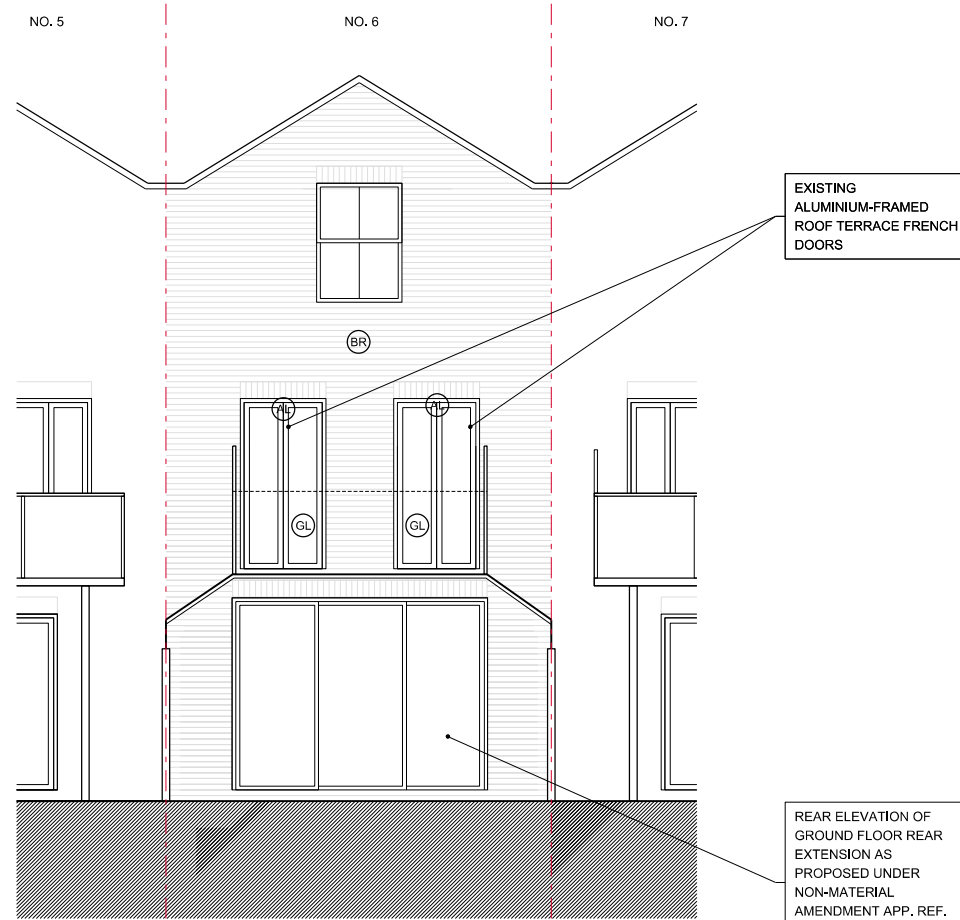 NO. 5
NO. 6
NO. 7
EXISTING
ALUMINIUM-FRAMED
ROOF TERRACE FRENCH
DOORS
BR
AL
AL
GL
GL
REAR ELEVATION OF
GROUND FLOOR REAR
EXTENSION AS
PROPOSED UNDER
NON-MATERIAL
AMENDMENT APP. REF.